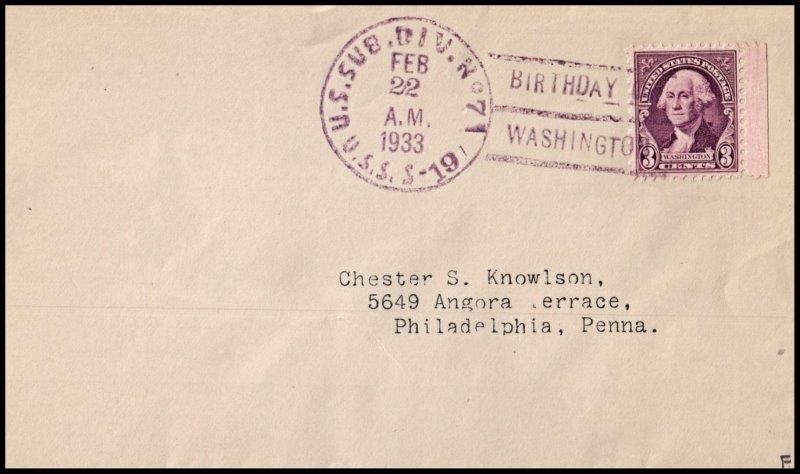 U.S.SUB.DIV.No71
FEB
22
A.M.
1933
U.S.S. S-19
BIRTHDAY
WASHINGTO
UNITED STATES POSTAGE
WASHINGTON
3 CENTS 3
Chester S. Knowlson,
5649 Angora errace,
Philadelphia, Penna.